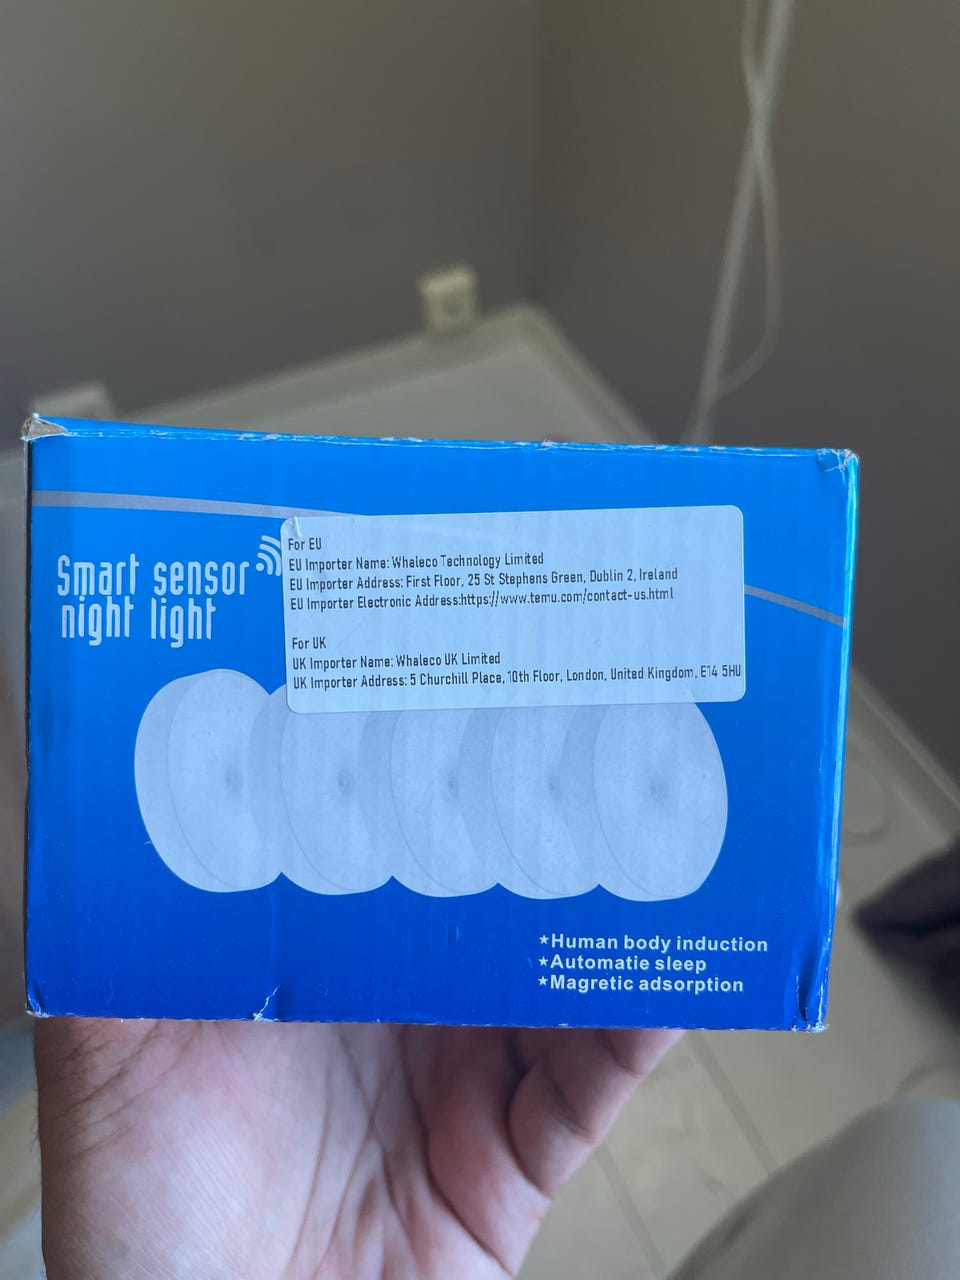 Smart sensor
night light
For EU
EU Importer Name: Whaleco Technology Limited
EU Importer Address: First Floor, 25 St Stephens Green, Dublin 2, Ireland
EU Importer Electronic Address:https://www.temu.com/contact-us.html
For UK
UK Importer Name: Whaleco UK Limited
UK Importer Address: 5 Churchill Place, 10th Floor, London, United Kingdom, E14 5HU
★Human body induction
★Automatie sleep
★Magretic adsorption